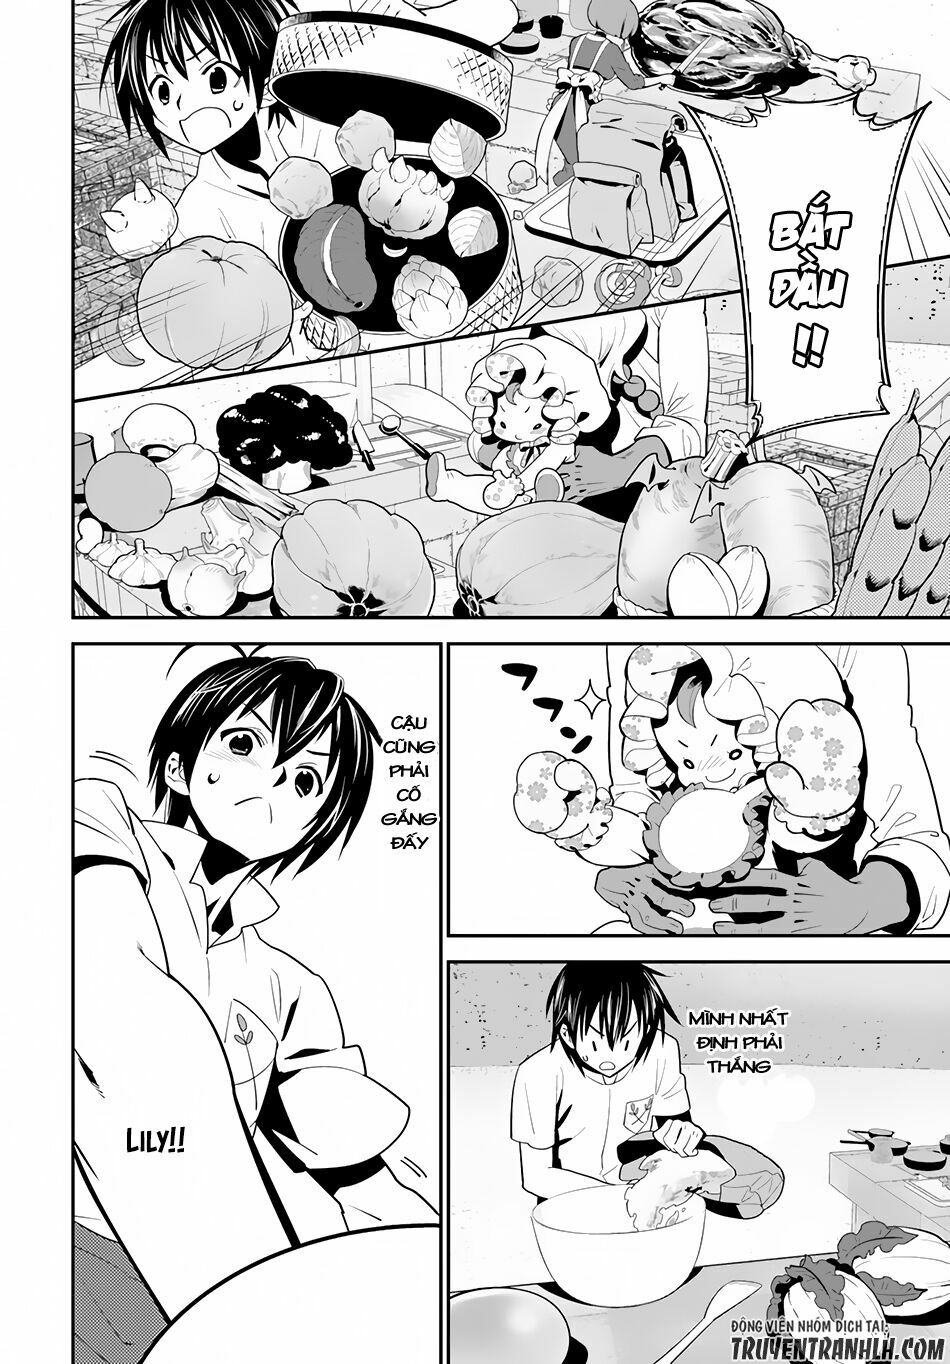 BẮT
ĐẦU
!!
CẬU
CŨNG
PHẢI
CỐ
GẮNG
ĐẤY
LILY!!
MÌNH NHẤT
ĐỊNH PHẢI
THẮNG
ĐỘNG VIÊN NHÓM DỊCH TẠI:
TRUYENTRANHLH.COM